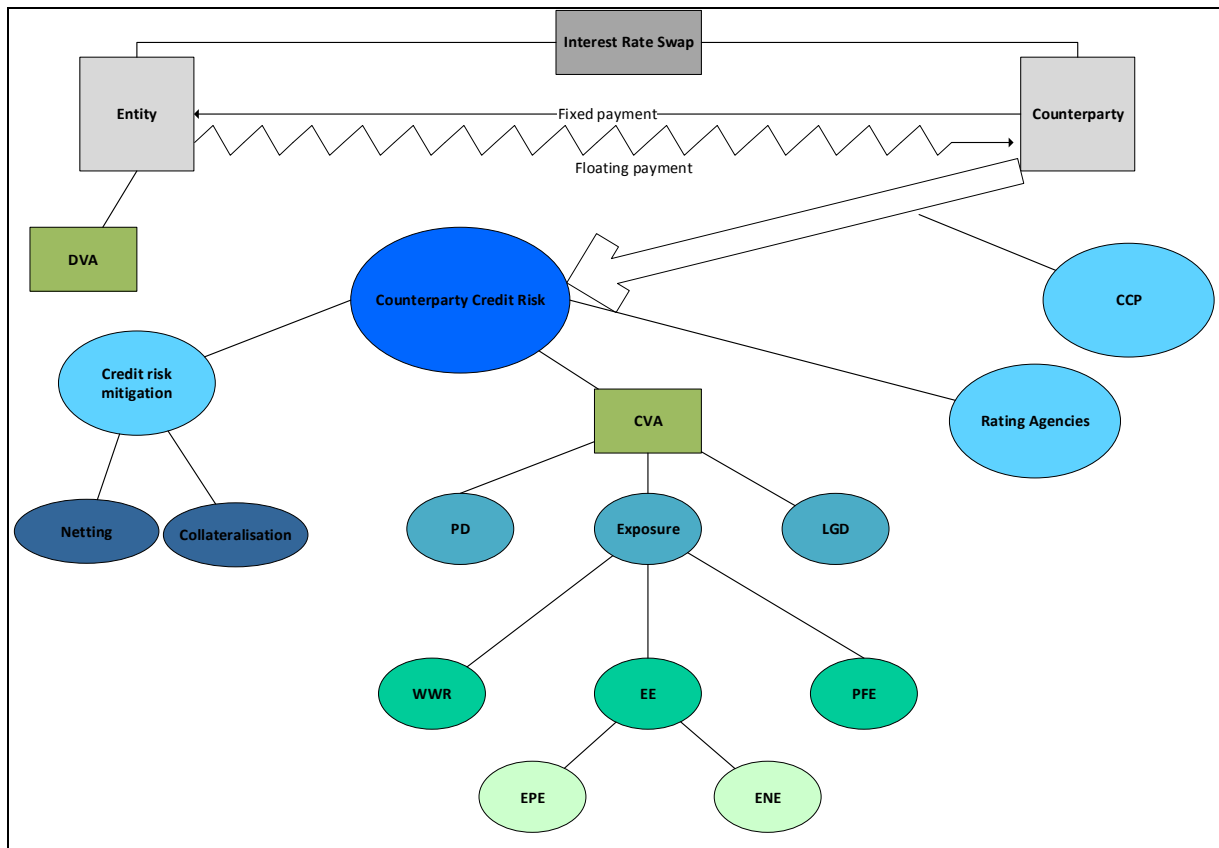 Interest Rate Swap
Entity
Counterparty
Fixed payment
Floating payment
DVA
Counterparty Credit Risk
CCP
Credit risk
mitigation
CVA
Rating Agencies
Netting
Collateralisation
PD
Exposure
LGD
WWR
EE
PFE
EPE
ENE